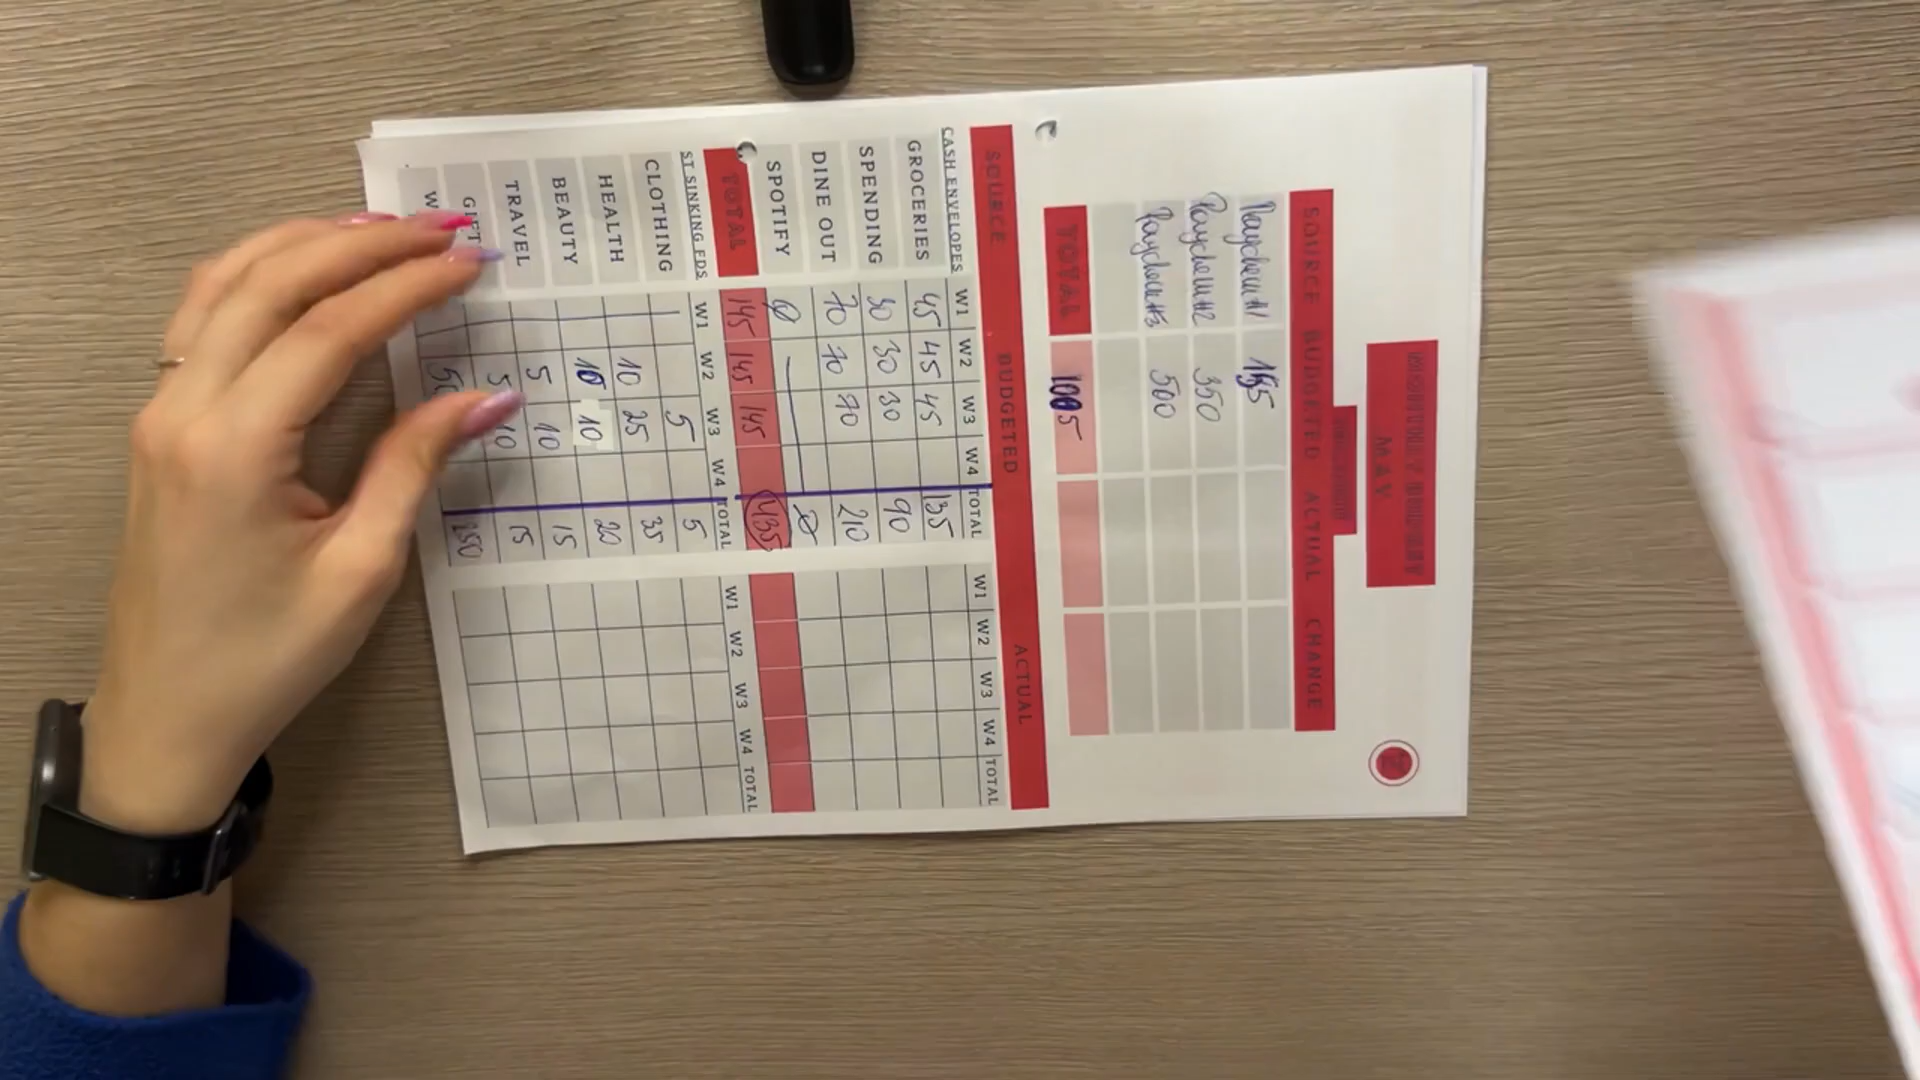 MONTHLY BUDGET
MAY
SOURCE BUDGETED ACTUAL CHANGE
Paycheck #1 155
Paycheck #2 350
Paycheck #3 500
TOTAL 1005
SOURCE BUDGETED ACTUAL
CASH ENVELOPES W1 W2 W3 W4 TOTAL W1 W2 W3 W4 TOTAL
GROCERIES 45 45 45 135
SPENDING 30 30 30 90
DINE OUT 70 70 70 210
SPOTIFY 0 0
TOTAL 145 145 145 435
ST SINKING FDS W1 W2 W3 W4 TOTAL W1 W2 W3 W4 TOTAL
CLOTHING 5 5
HEALTH 10 25 35
BEAUTY 10 10 20
TRAVEL 5 10 15
GIFT 5 10 15